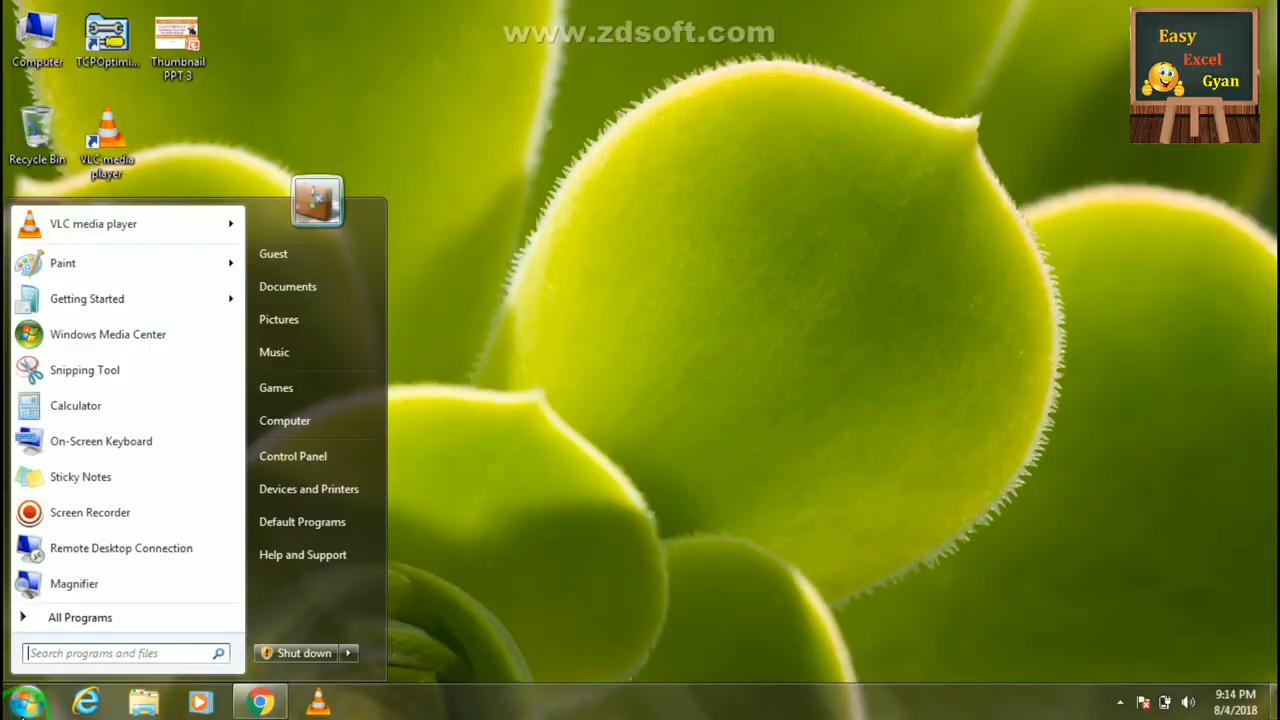 www.zdsoft.com
Easy
Excel
Gyan
Computer
TCPOptimi...
Thumbnail
PPT 3
Recycle Bin
VLC media
player
VLC media player
Paint
Getting Started
Windows Media Center
Snipping Tool
Calculator
On-Screen Keyboard
Sticky Notes
Screen Recorder
Remote Desktop Connection
Magnifier
All Programs
Search programs and files
Guest
Documents
Pictures
Music
Games
Computer
Control Panel
Devices and Printers
Default Programs
Help and Support
Shut down
9:14 PM
8/4/2018